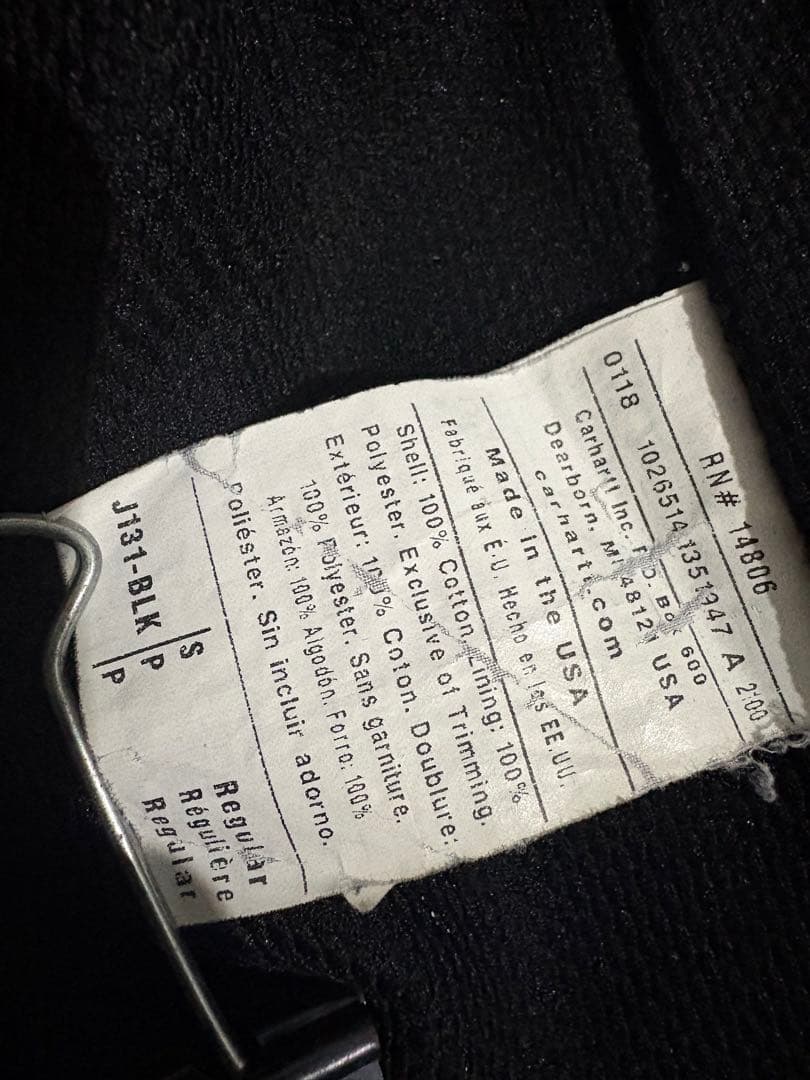 RN# 14806
0118 1026514 A 2:00
Carhartt Inc. P.O. Box 600
Dearborn, MI 48121 USA
carhartt.com
Made in the USA
Fabriqué aux É.U. Hecho en los EE.UU.
Shell: 100% Cotton. Lining: 100%
Polyester. Exclusive of Trimming.
Extérieur: 100% Coton. Doublure:
100% Polyester. Sans garniture.
Armazón: 100% Algodón. Forro: 100%
Poliéster. Sin incluir adorno.
S Regular
J131-BLK P Régulière
P Regular